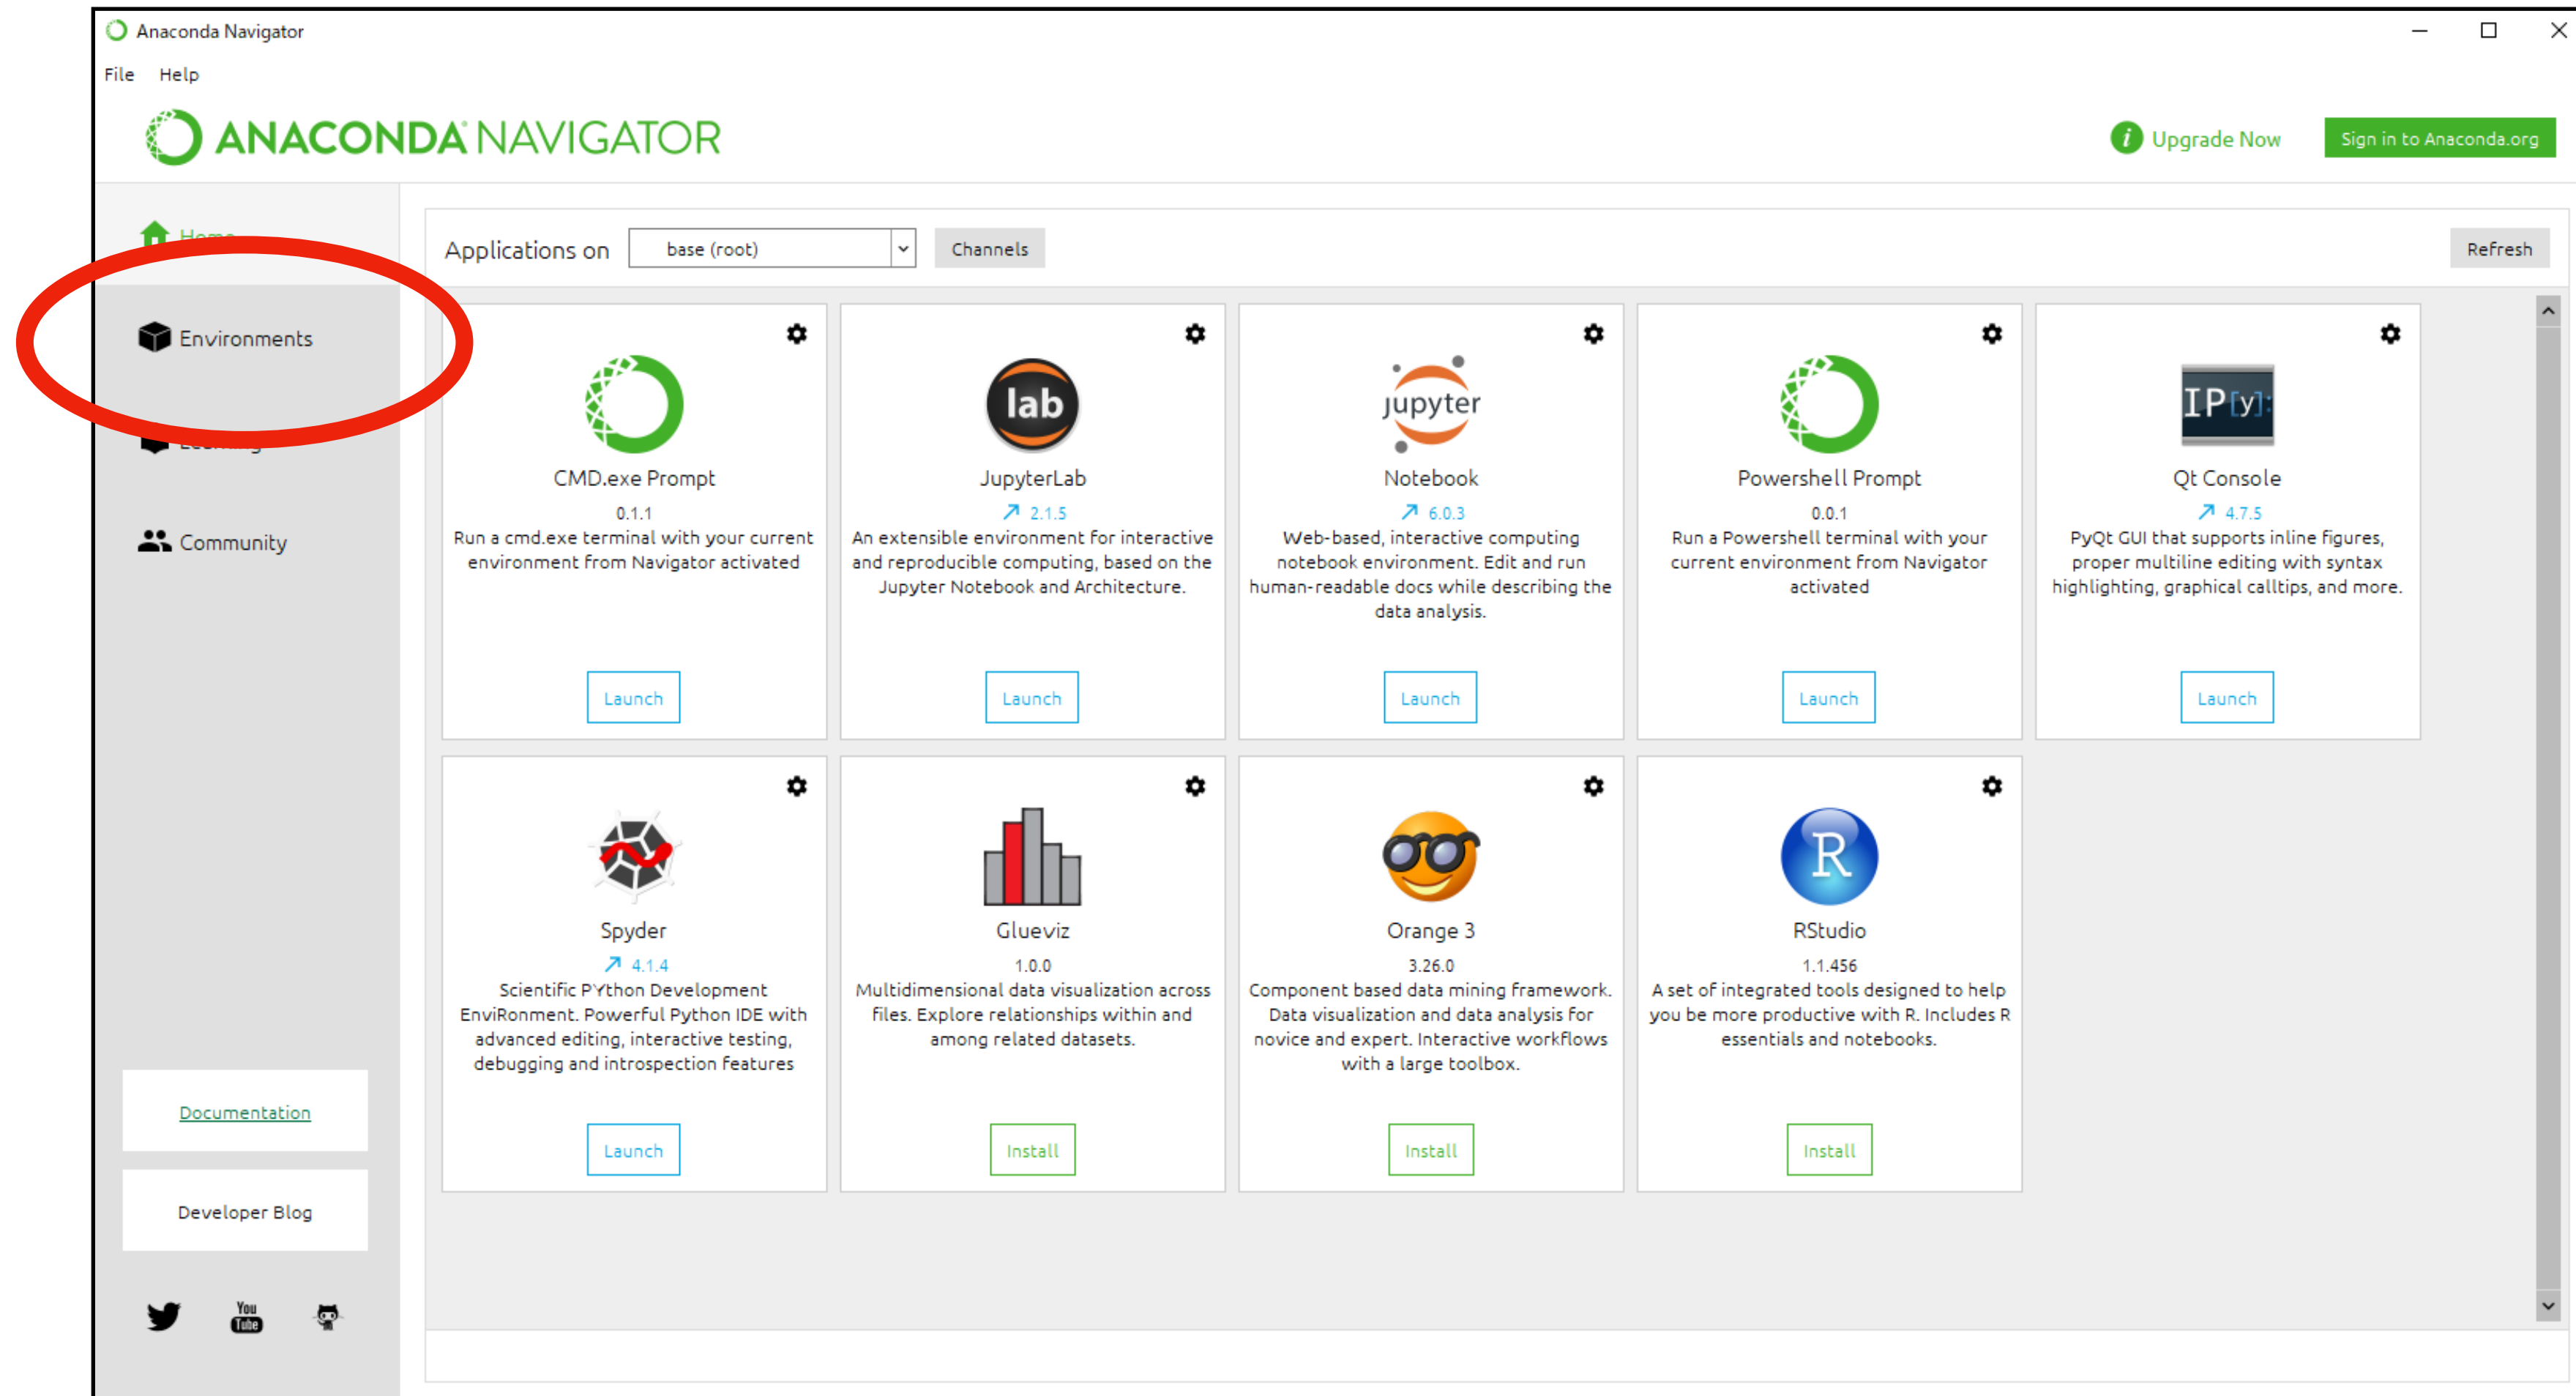 Anaconda Navigator
File Help
ANACONDA NAVIGATOR
i Upgrade Now
Sign in to Anaconda.org
Home
Environments
Learning
Community
Documentation
Developer Blog
You
Tube
Applications on base (root) Channels Refresh
CMD.exe Prompt
0.1.1
Run a cmd.exe terminal with your current
environment from Navigator activated
Launch
lab
JupyterLab
2.1.5
An extensible environment for interactive
and reproducible computing, based on the
Jupyter Notebook and Architecture.
Launch
jupyter
Notebook
6.0.3
Web-based, interactive computing
notebook environment. Edit and run
human-readable docs while describing the
data analysis.
Launch
Powershell Prompt
0.0.1
Run a Powershell terminal with your
current environment from Navigator
activated
Launch
IP[y]:
Qt Console
4.7.5
PyQt GUI that supports inline figures,
proper multiline editing with syntax
highlighting, graphical calltips, and more.
Launch
Spyder
4.1.4
Scientific PYthon Development
EnviRonment. Powerful Python IDE with
advanced editing, interactive testing,
debugging and introspection features
Launch
Glueviz
1.0.0
Multidimensional data visualization across
files. Explore relationships within and
among related datasets.
Install
Orange 3
3.26.0
Component based data mining framework.
Data visualization and data analysis for
novice and expert. Interactive workflows
with a large toolbox.
Install
R
RStudio
1.1.456
A set of integrated tools designed to help
you be more productive with R. Includes R
essentials and notebooks.
Install